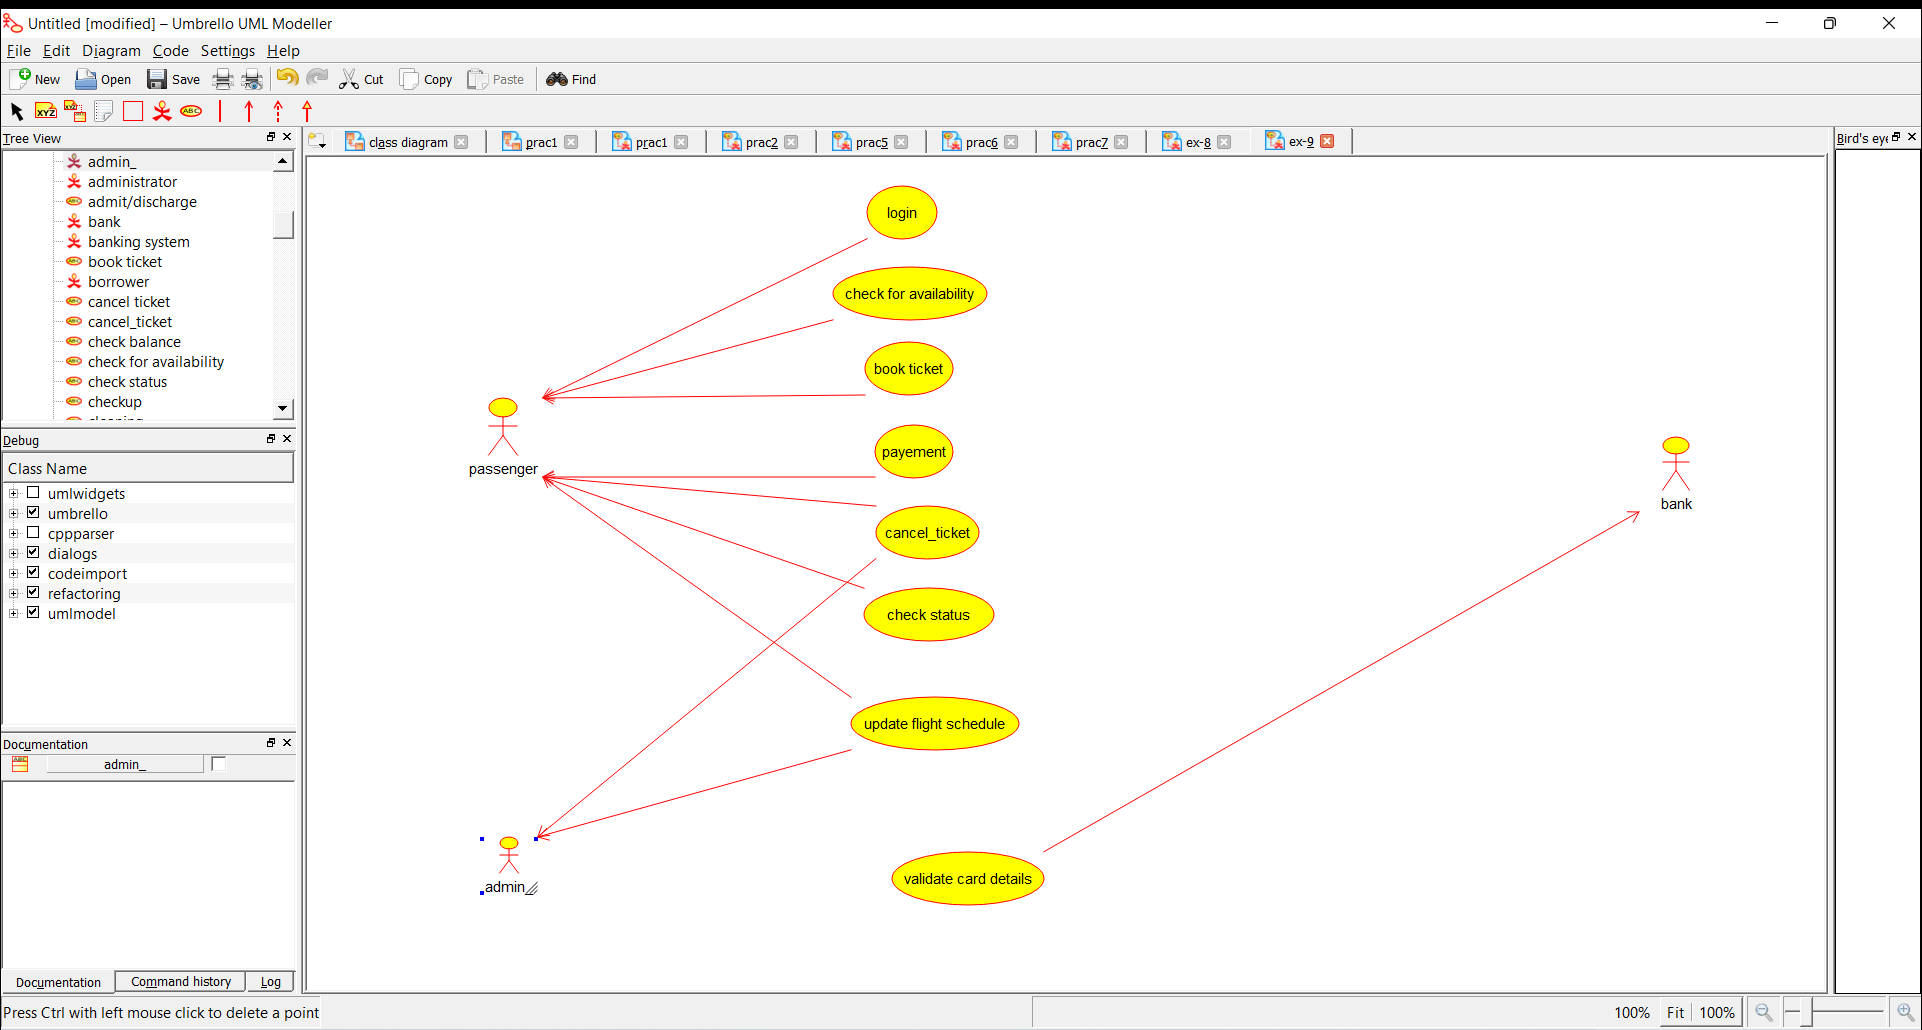 Untitled [modified] – Umbrello UML Modeller
File Edit Diagram Code Settings Help
New Open Save Cut Copy Paste Find
XYZ XYZ ABC
Tree View
class diagram prac1 prac1 prac2 prac5 prac6 prac7 ex-8 ex-9
Bird's eye
admin_
administrator
admit/discharge
bank
banking system
book ticket
borrower
cancel ticket
cancel_ticket
check balance
check for availability
check status
checkup
Debug
Class Name
umlwidgets
umbrello
cppparser
dialogs
codeimport
refactoring
umlmodel
Documentation
admin_
Documentation Command history Log
login
check for availability
book ticket
passenger
payement
bank
cancel_ticket
check status
update flight schedule
admin_
validate card details
Press Ctrl with left mouse click to delete a point
100% Fit 100%